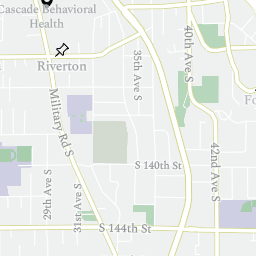 Cascade Behavioral
Health
40th Ave S
35th Ave S
Riverton
Military Rd S
S 140th St
42nd Ave S
29th Ave S
31st Ave S
S 144th St